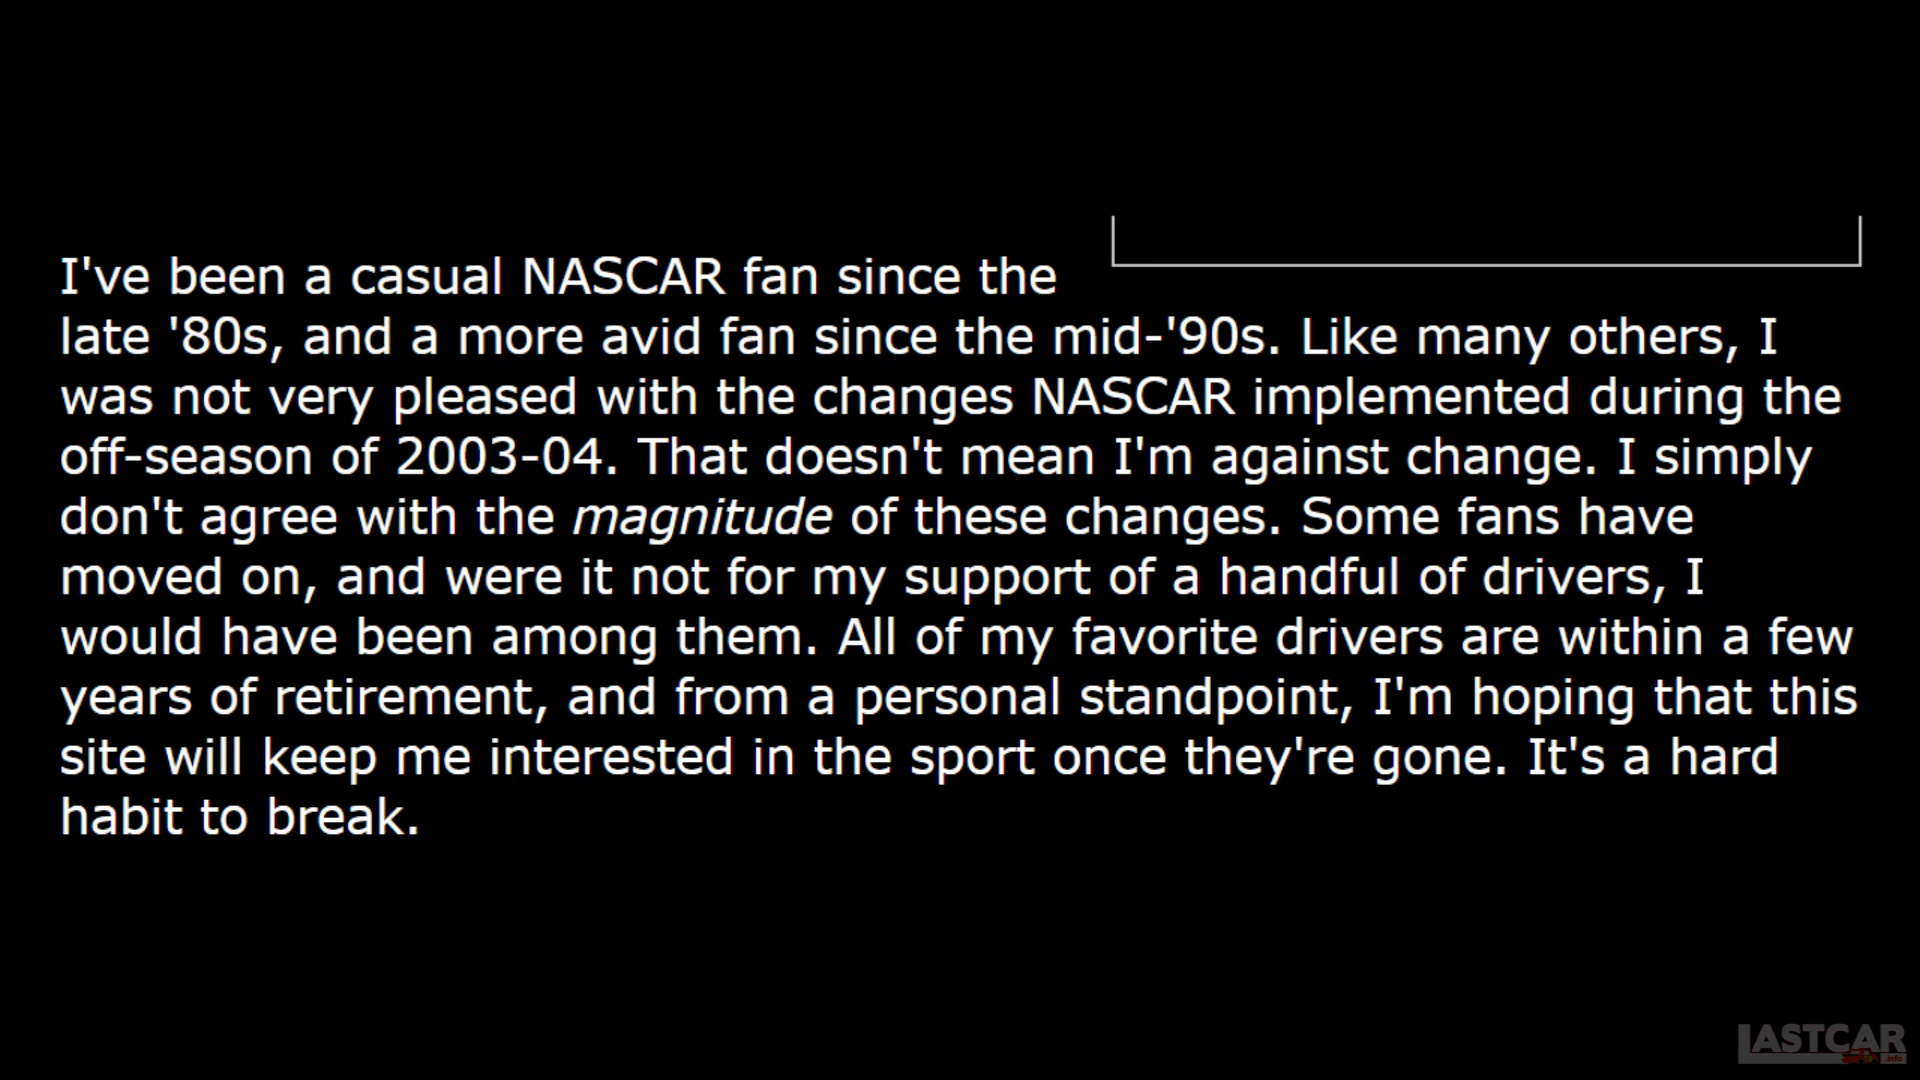 I've been a casual NASCAR fan since the
late '80s, and a more avid fan since the mid-'90s. Like many others, I
was not very pleased with the changes NASCAR implemented during the
off-season of 2003-04. That doesn't mean I'm against change. I simply
don't agree with the magnitude of these changes. Some fans have
moved on, and were it not for my support of a handful of drivers, I
would have been among them. All of my favorite drivers are within a few
years of retirement, and from a personal standpoint, I'm hoping that this
site will keep me interested in the sport once they're gone. It's a hard
habit to break.
LASTCAR
.info